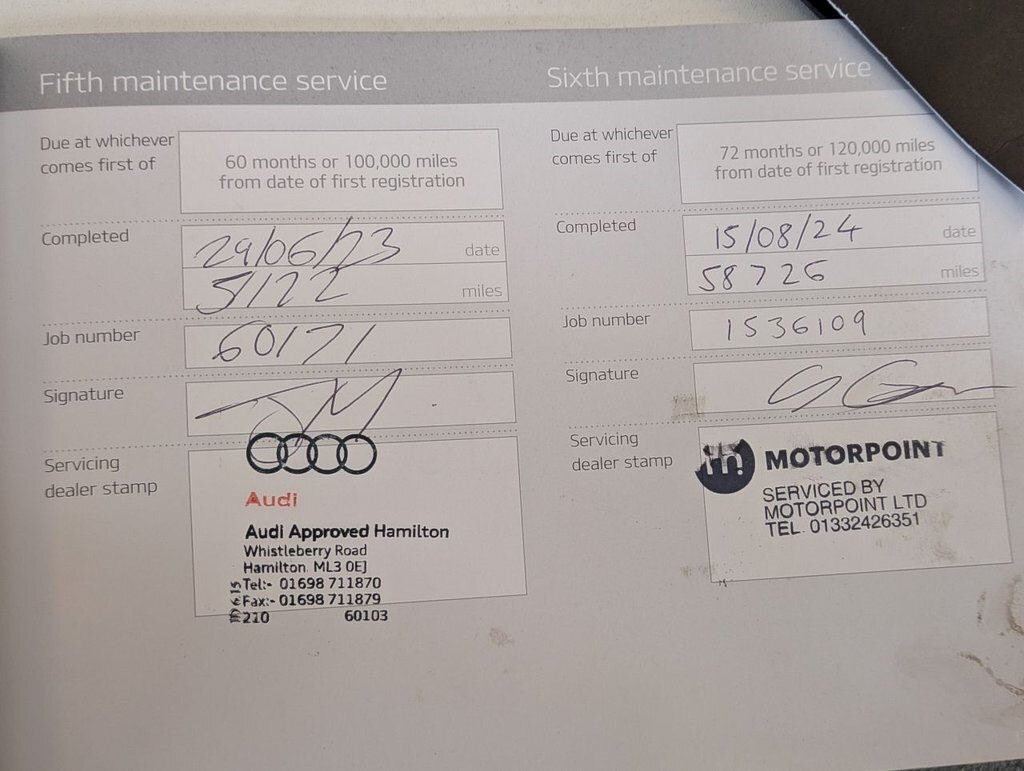 Fifth maintenance service
Due at whichever
comes first of
60 months or 100,000 miles
from date of first registration
Completed
29/06/23 date
51122 miles
Job number
60171
Signature
Servicing
dealer stamp
Audi
Audi Approved Hamilton
Whistleberry Road
Hamilton ML3 0EJ
Tel:- 01698 711870
Fax:- 01698 711879
210 60103
Sixth maintenance service
Due at whichever
comes first of
72 months or 120,000 miles
from date of first registration
Completed
15/08/24 date
58726 miles
Job number
1536109
Signature
Servicing
dealer stamp
m! MOTORPOINT
SERVICED BY
MOTORPOINT LTD
TEL. 01332426351